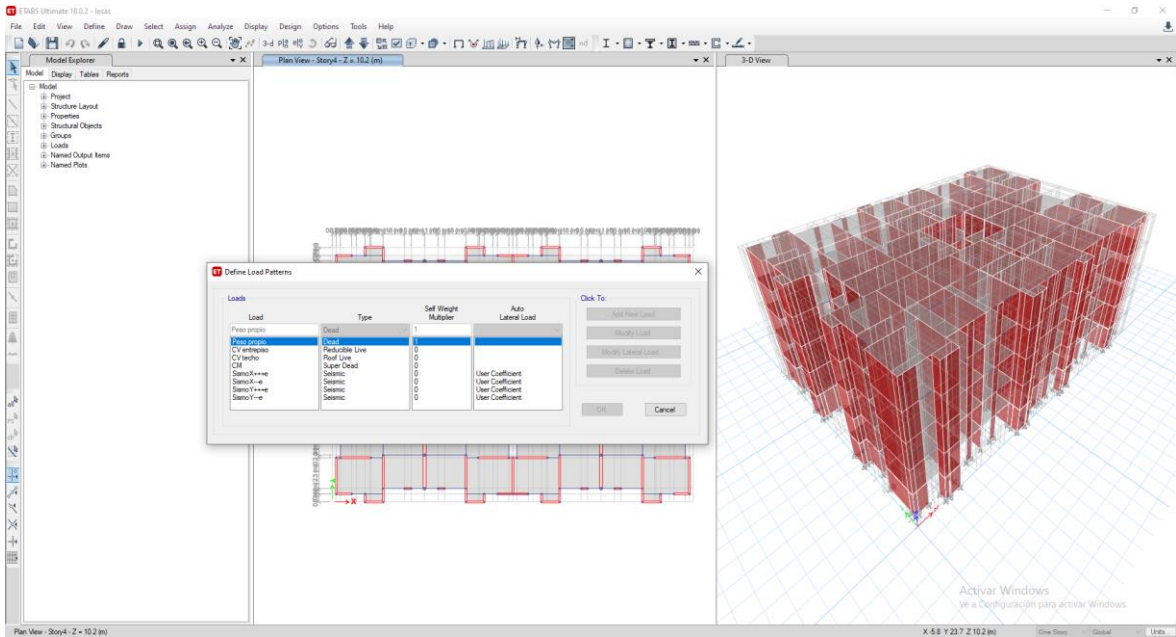 ETABS Ultimate 18.0.2 - losas
File Edit View Define Draw Select Assign Analyze Display Design Options Tools Help
Model Explorer
Plan View - Story4 - Z = 10.2 (m)
3-D View
Model Display Tables Reports
Model
Project
Structure Layout
Properties
Structural Objects
Groups
Loads
Named Output Items
Named Plots
Define Load Patterns
Loads
Click To:
Load Type Self Weight Multiplier Auto Lateral Load
Peso propio Dead 1
Peso propio Dead 1
CV entrepiso Reducible Live 0
CV techo Roof Live 0
CM Super Dead 0
SismoX+++e Seismic 0 User Coefficient
SismoX--e Seismic 0 User Coefficient
SismoY+++e Seismic 0 User Coefficient
SismoY--e Seismic 0 User Coefficient
Add New Load
Modify Load
Modify Lateral Load...
Delete Load
OK Cancel
X
Activar Windows
Ve a Configuración para activar Windows.
Plan View - Story4 - Z = 10.2 (m)
X -5.8 Y 23.7 Z 10.2 (m) One Story Global Units